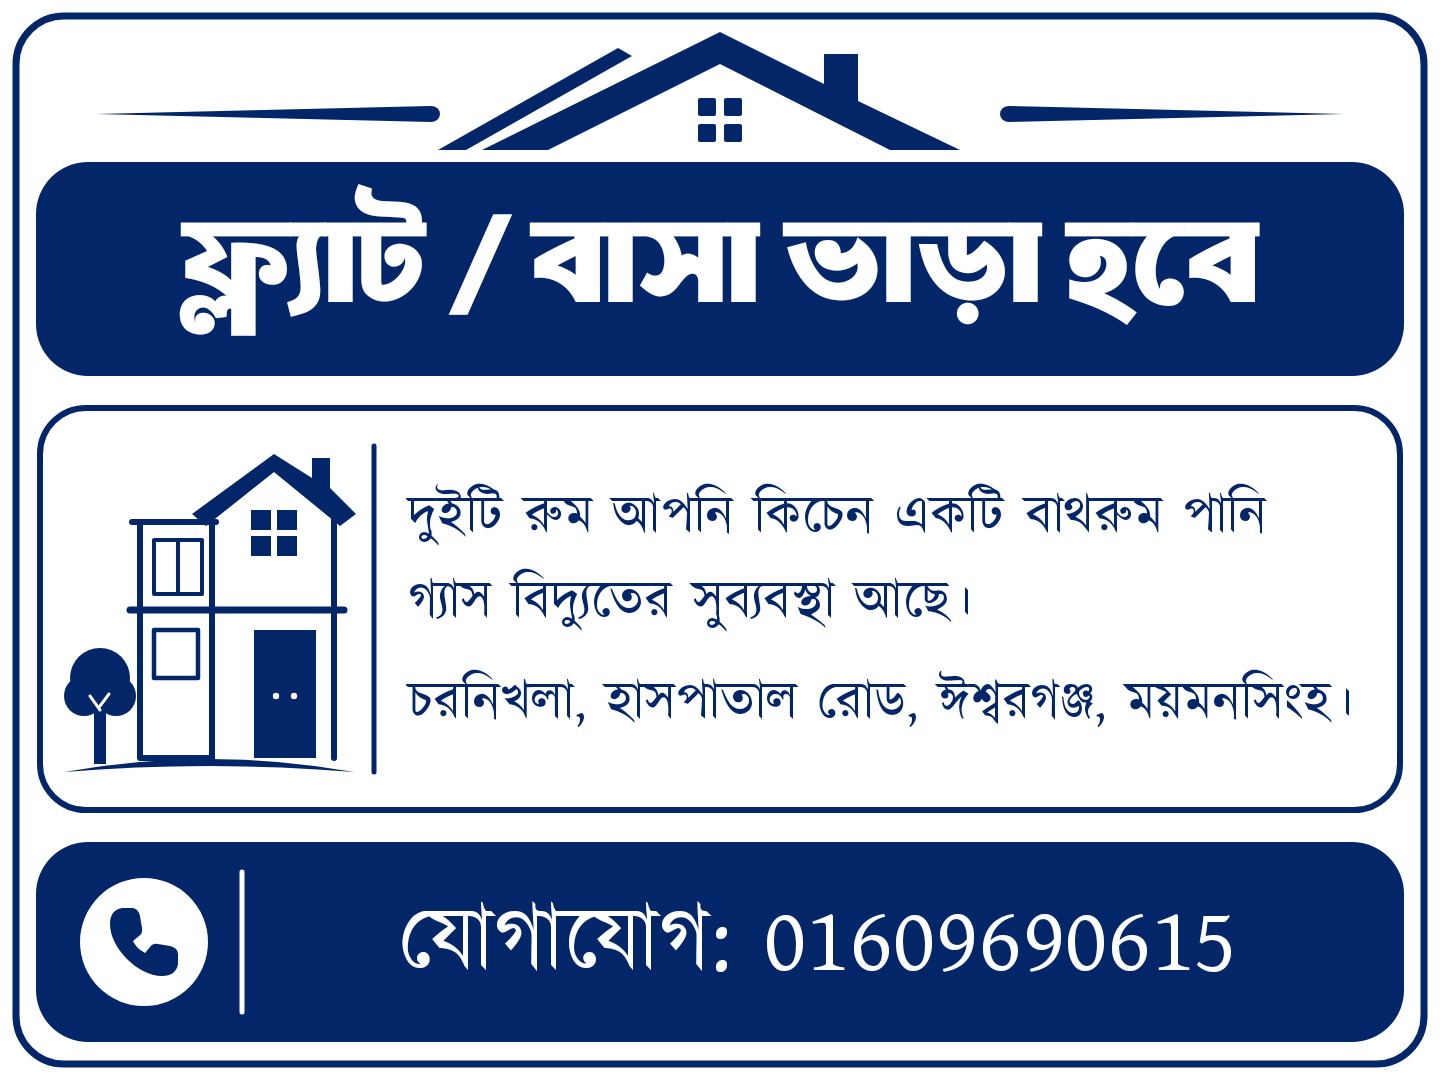 ফ্ল্যাট / বাসা ভাড়া হবে
দুইটি রুম আপনি কিচেন একটি বাথরুম পানি
গ্যাস বিদ্যুতের সুব্যবস্থা আছে।
চরনিখলা, হাসপাতাল রোড, ঈশ্বরগঞ্জ, ময়মনসিংহ।
যোগাযোগ: 01609690615